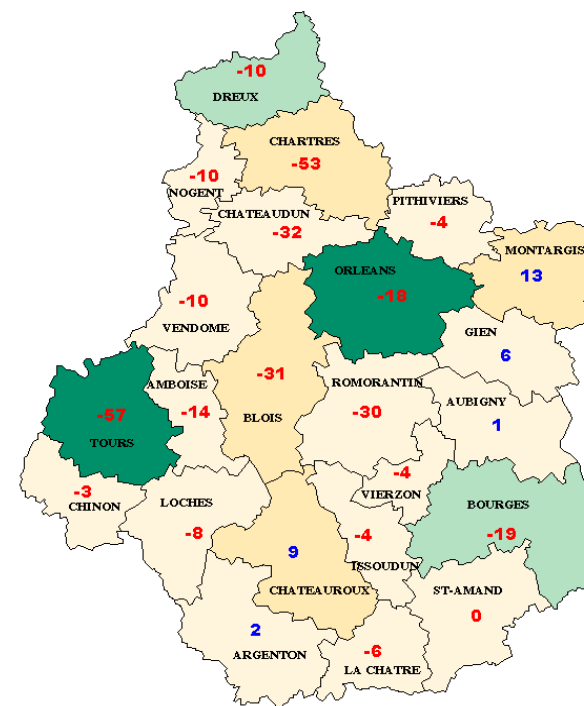 -10
DREUX
CHARTRES
-53
-10
NOGENT
CHATEAUDUN
-32
PITHIVIERS
-4
MONTARGIS
13
ORLEANS
-18
-10
VENDOME
GIEN
6
-31
BLOIS
AMBOISE
-14
ROMORANTIN
-30
AUBIGNY
1
-57
TOURS
-3
CHINON
LOCHES
-8
-4
VIERZON
BOURGES
-19
9
CHATEAUROUX
-4
ISSOUDUN
ST-AMAND
0
2
ARGENTON
-6
LA CHATRE